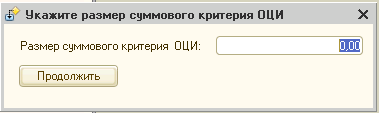 Укажите размер суммового критерия ОЦИ
Размер суммового критерия ОЦИ: 0,00
Продолжить